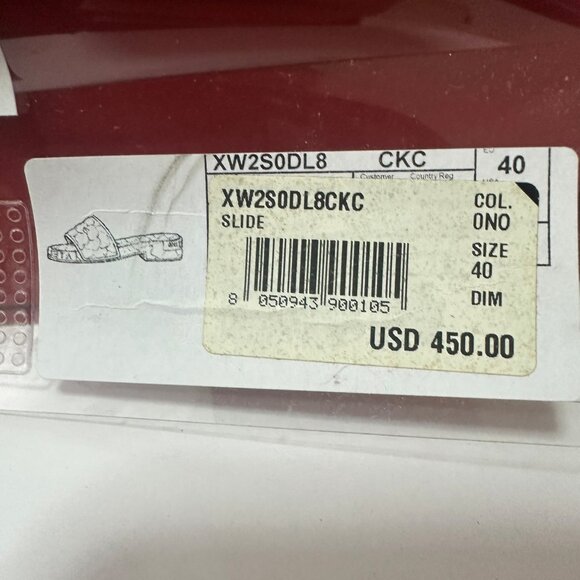 XW2S0DL8 CKC EU 40
Customer Country Reg
XW2S0DL8CKC
SLIDE
8 050943 900105
COL.
0NO
SIZE
40
DIM
USD 450.00